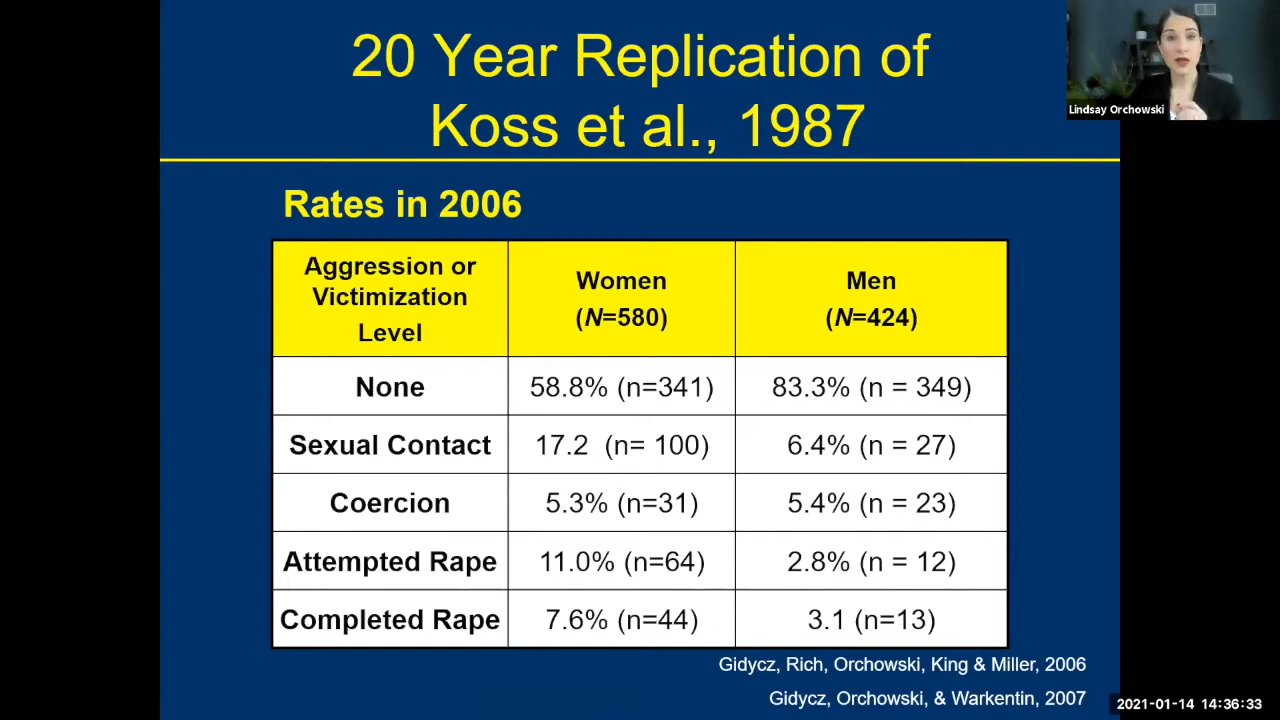 20 Year Replication of
Koss et al., 1987
Lindsay Orchowski
Rates in 2006
Aggression or
Victimization
Level
Women
(N=580)
Men
(N=424)
None
58.8% (n=341)
83.3% (n = 349)
Sexual Contact
17.2  (n= 100)
6.4% (n = 27)
Coercion
5.3% (n=31)
5.4% (n = 23)
Attempted Rape
11.0% (n=64)
2.8% (n = 12)
Completed Rape
7.6% (n=44)
3.1 (n=13)
Gidycz, Rich, Orchowski, King & Miller, 2006
Gidycz, Orchowski, & Warkentin, 2007
2021-01-14 14:36:33